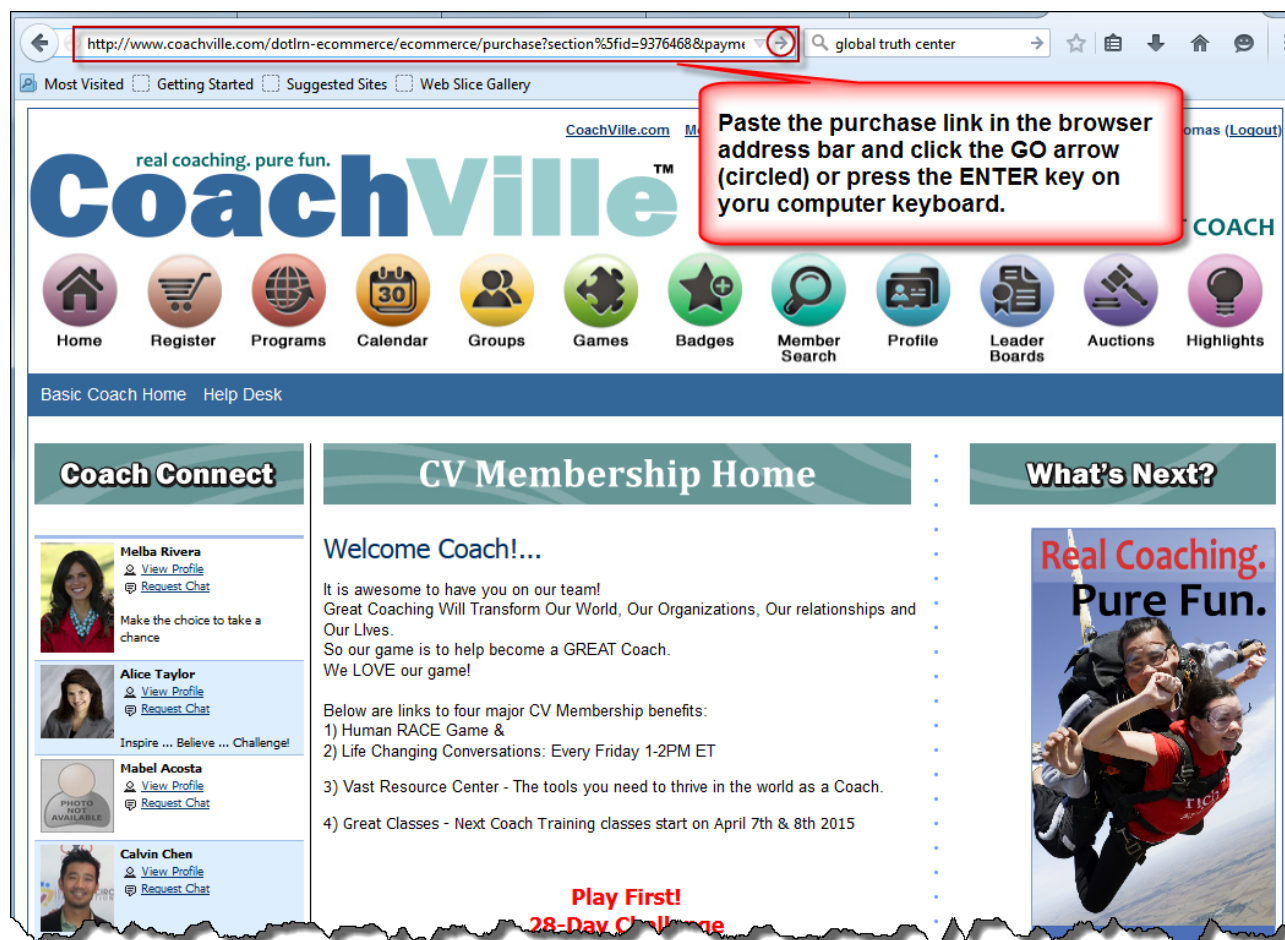 http://www.coachville.com/dotlrn-ecommerce/ecommerce/purchase?section%5fid=9376468&payme
global truth center
Most Visited Getting Started Suggested Sites Web Slice Gallery
Paste the purchase link in the browser
address bar and click the GO arrow
(circled) or press the ENTER key on
yoru computer keyboard.
CoachVille.com
omas (Logout)
real coaching. pure fun.
CoachVille™
COACH
30
Home Register Programs Calendar Groups Games Badges Member Search Profile Leader Boards Auctions Highlights
Basic Coach Home Help Desk
Coach Connect
Melba Rivera
View Profile
Request Chat
Make the choice to take a
chance
Alice Taylor
View Profile
Request Chat
Inspire ... Believe ... Challenge!
Mabel Acosta
View Profile
Request Chat
PHOTO
NOT
AVAILABLE
Calvin Chen
View Profile
Request Chat
CV Membership Home
Welcome Coach!...
It is awesome to have you on our team!
Great Coaching Will Transform Our World, Our Organizations, Our relationships and
Our LIves.
So our game is to help become a GREAT Coach.
We LOVE our game!
Below are links to four major CV Membership benefits:
1) Human RACE Game &
2) Life Changing Conversations: Every Friday 1-2PM ET
3) Vast Resource Center - The tools you need to thrive in the world as a Coach.
4) Great Classes - Next Coach Training classes start on April 7th & 8th 2015
Play First!
28-Day Challenge
What's Next?
Real Coaching.
Pure Fun.